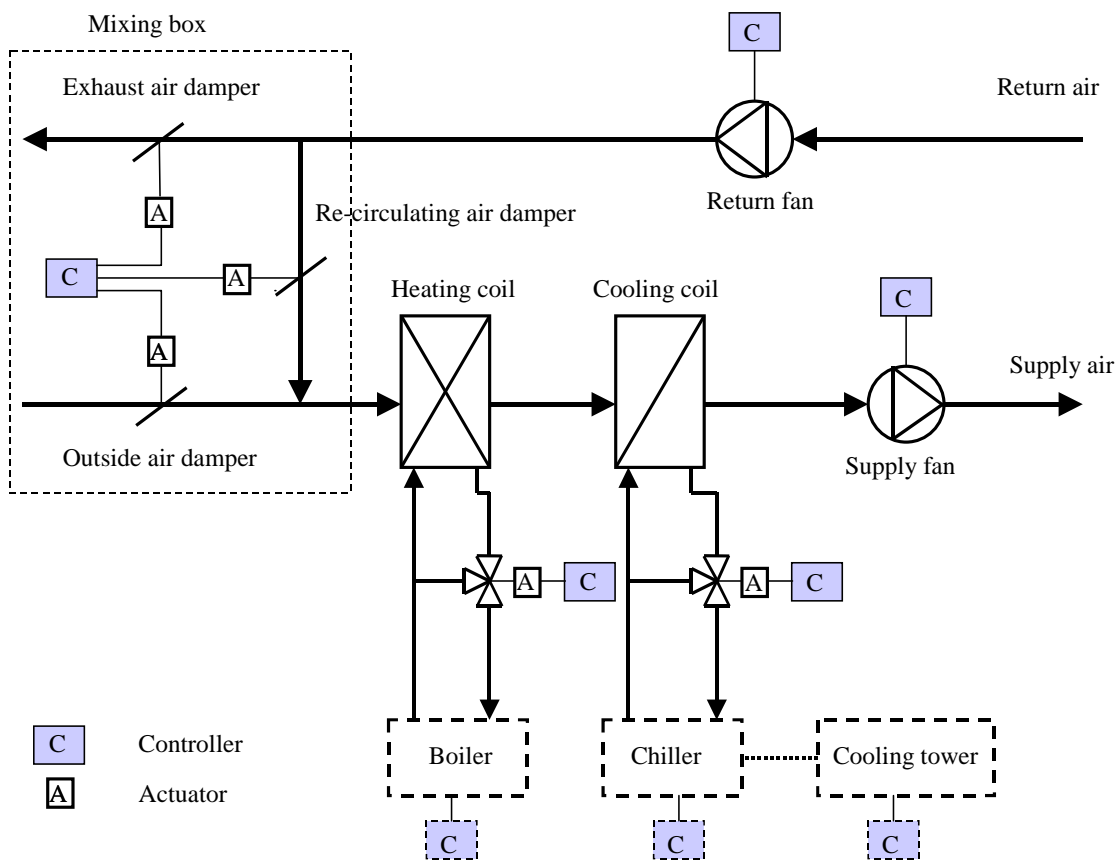 Mixing box
C
Exhaust air damper
Return air
A
Return fan
Re-circulating air damper
C
A
Heating coil
Cooling coil
C
A
Supply air
Outside air damper
Supply fan
A
C
A
C
C
Controller
Boiler
Chiller
Cooling tower
A
Actuator
C
C
C